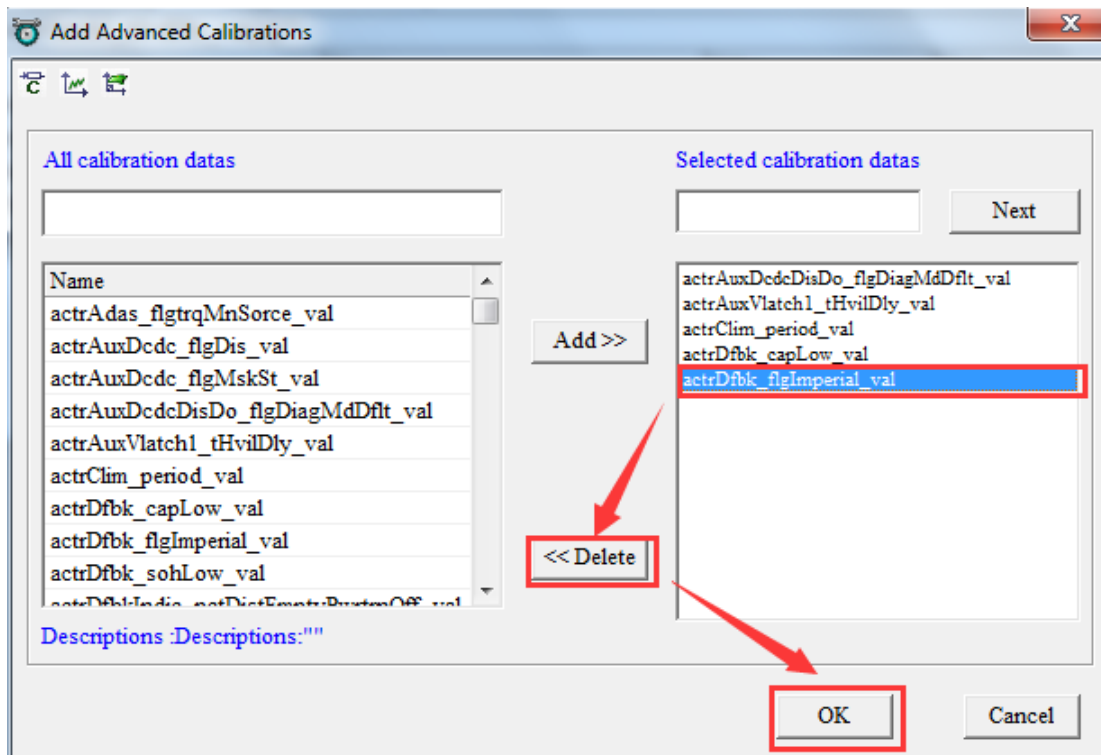 Add Advanced Calibrations
All calibration datas
Selected calibration datas
Next
Name
actrAdas_flgtrqMnSorce_val
actrAuxDcdc_flgDis_val
actrAuxDcdc_flgMskSt_val
actrAuxDcdcDisDo_flgDiagMdDflt_val
actrAuxVlatch1_tHvilDly_val
actrClim_period_val
actrDfbk_capLow_val
actrDfbk_flgImperial_val
actrDfbk_sohLow_val
Add >>
<< Delete
actrAuxDcdcDisDo_flgDiagMdDflt_val
actrAuxVlatch1_tHvilDly_val
actrClim_period_val
actrDfbk_capLow_val
actrDfbk_flgImperial_val
Descriptions :Descriptions:""
OK
Cancel